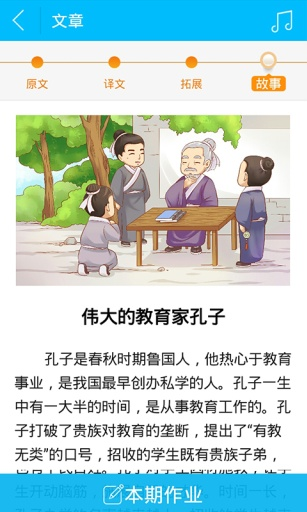 文章
原文
译文
拓展
故事
伟大的教育家孔子
孔子是春秋时期鲁国人，他热心于教育
事业，是我国最早创办私学的人。孔子一生
中有一大半的时间，是从事教育工作的。孔
子打破了贵族对教育的垄断，提出了“有教
无类”的口号，招收的学生既有贵族子弟，
生开动脑筋，
时间一长，
本期作业